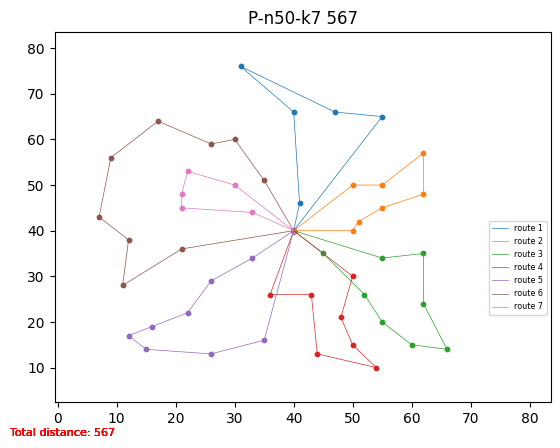 P-n50-k7 567
80
70
60
50
40
30
20
10
0 10 20 30 40 50 60 70 80
route 1
route 2
route 3
route 4
route 5
route 6
route 7
Total distance: 567